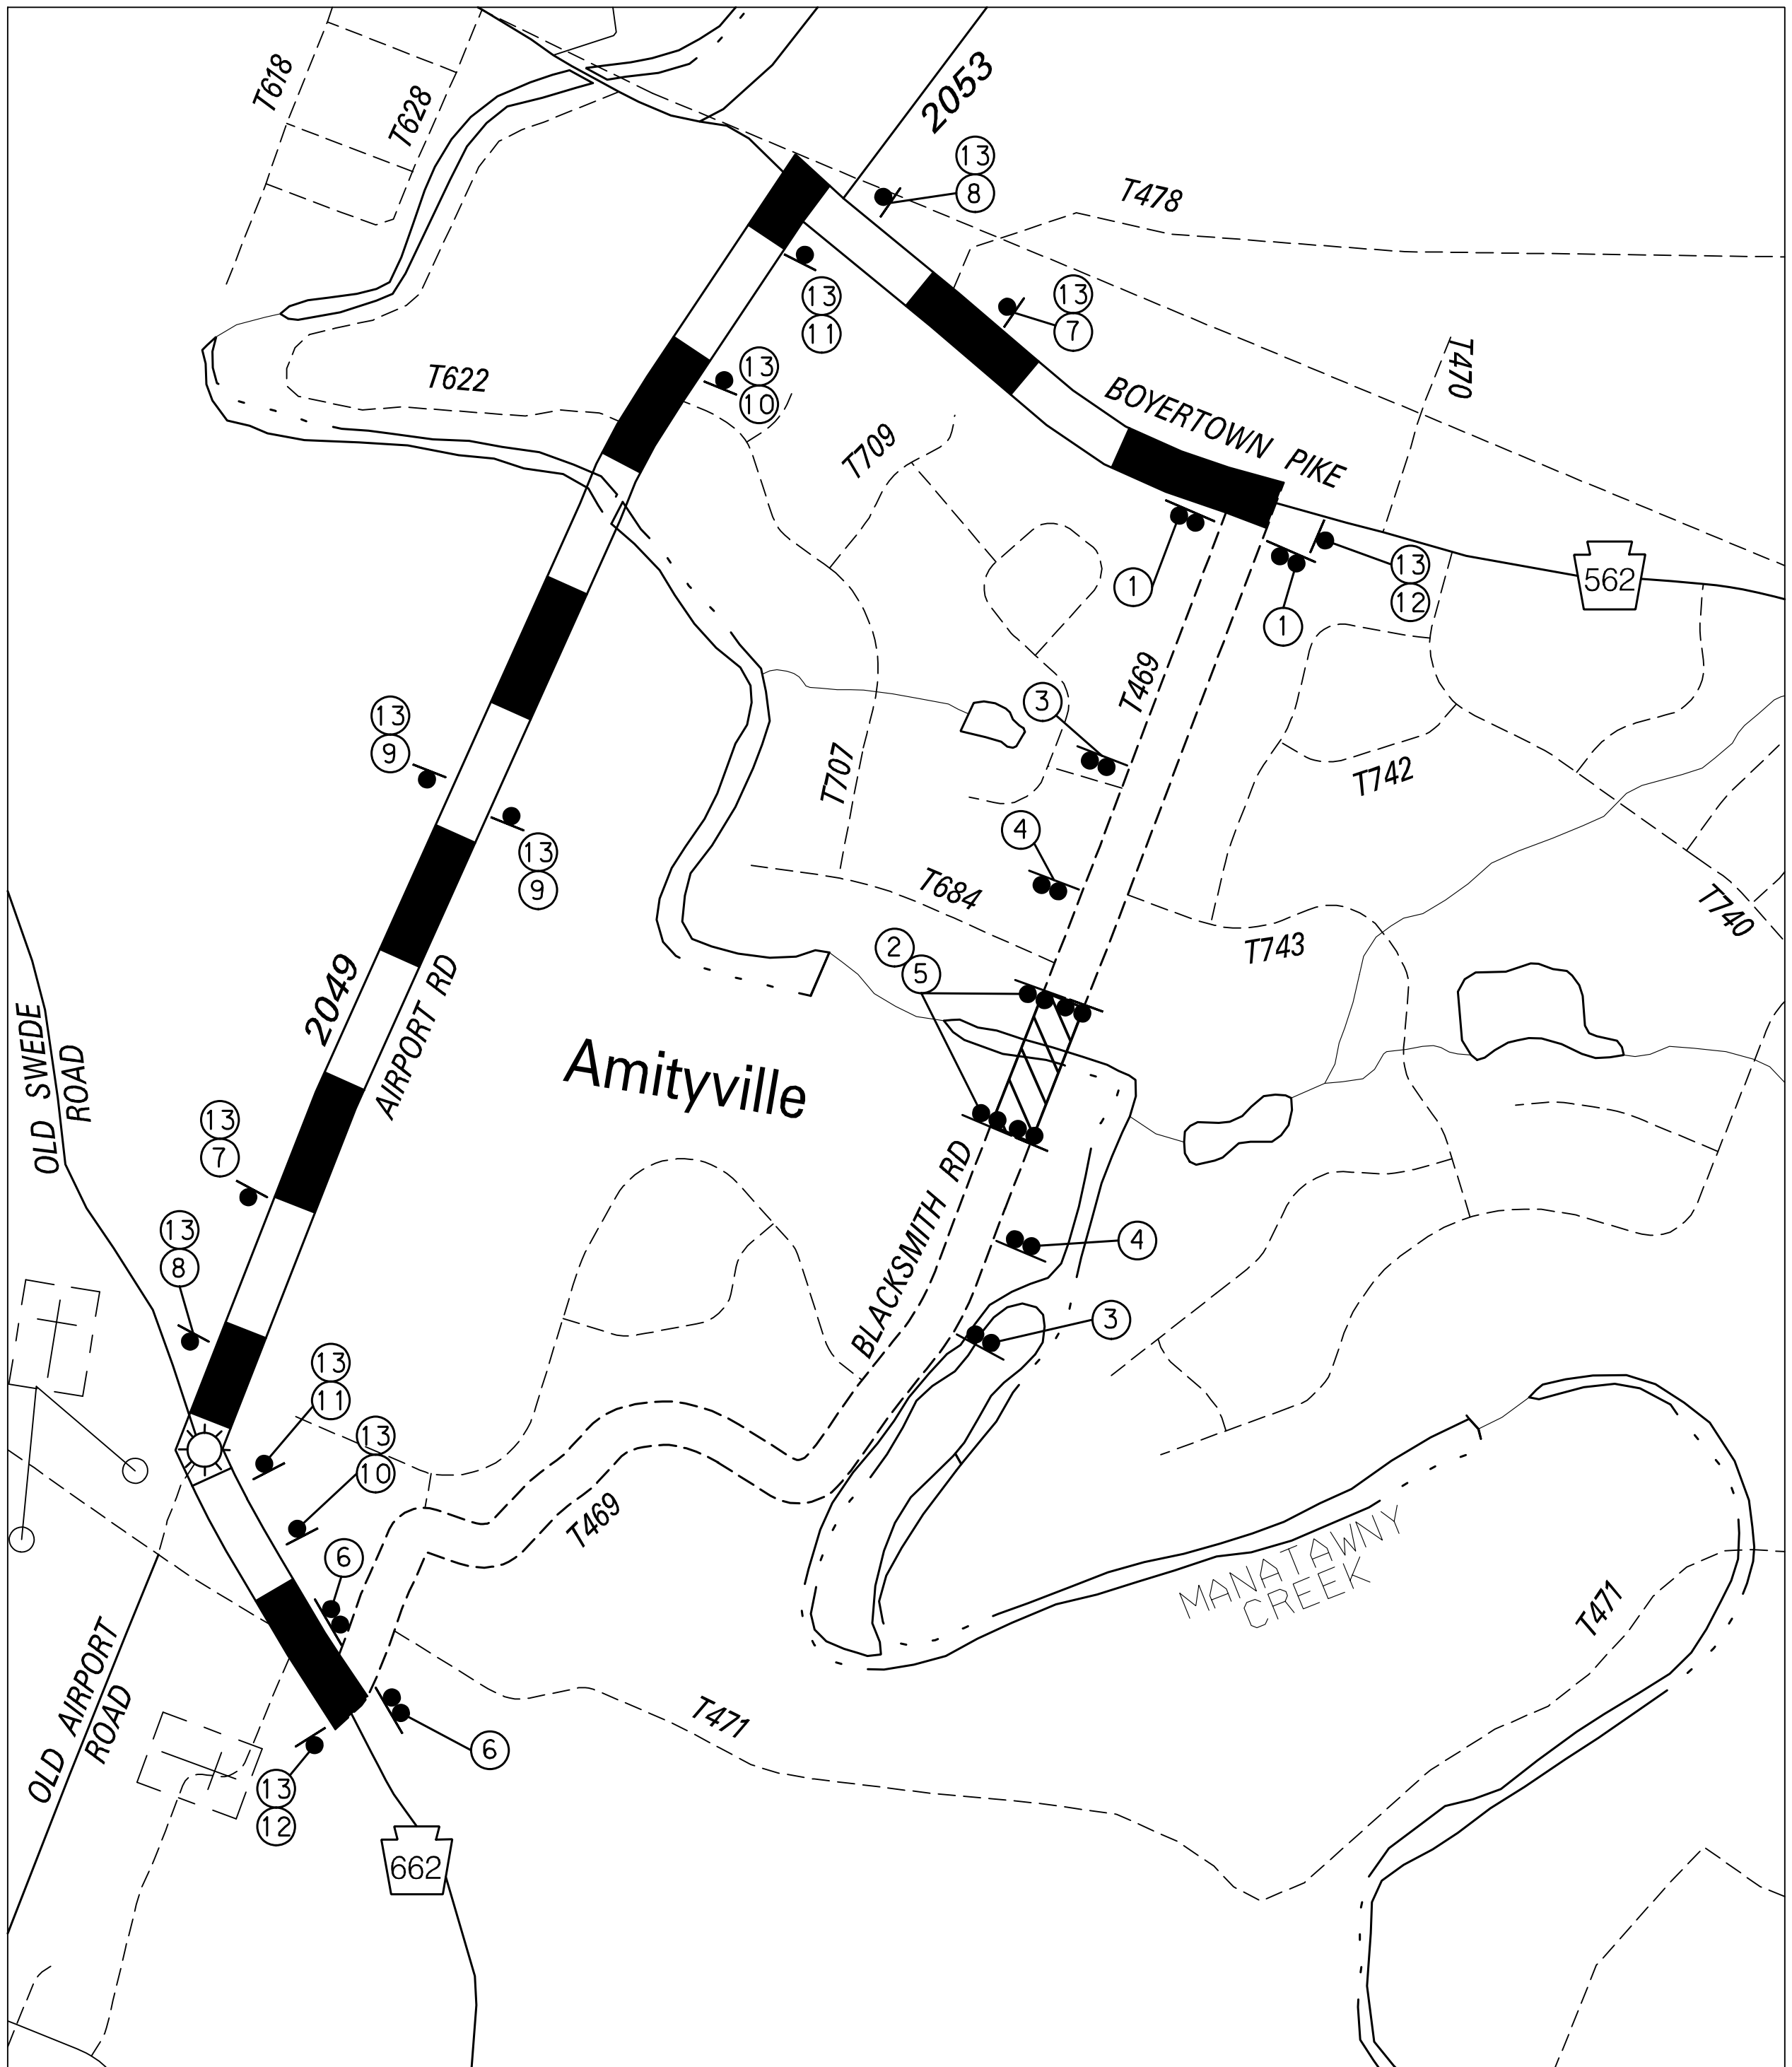 T618
T628
2053
13
8
T478
13
11
13
7
T622
13
10
T709
BOYERTOWN PIKE
T470
562
1
13
12
1
T469
3
13
9
T707
T742
4
13
9
T684
T740
2
5
T743
2049
AIRPORT RD
OLD SWEDE
ROAD
Amityville
13
7
BLACKSMITH RD
4
13
8
3
13
11
13
10
T469
6
MANATAWNY
CREEK
T471
OLD AIRPORT
ROAD
T471
6
13
12
662